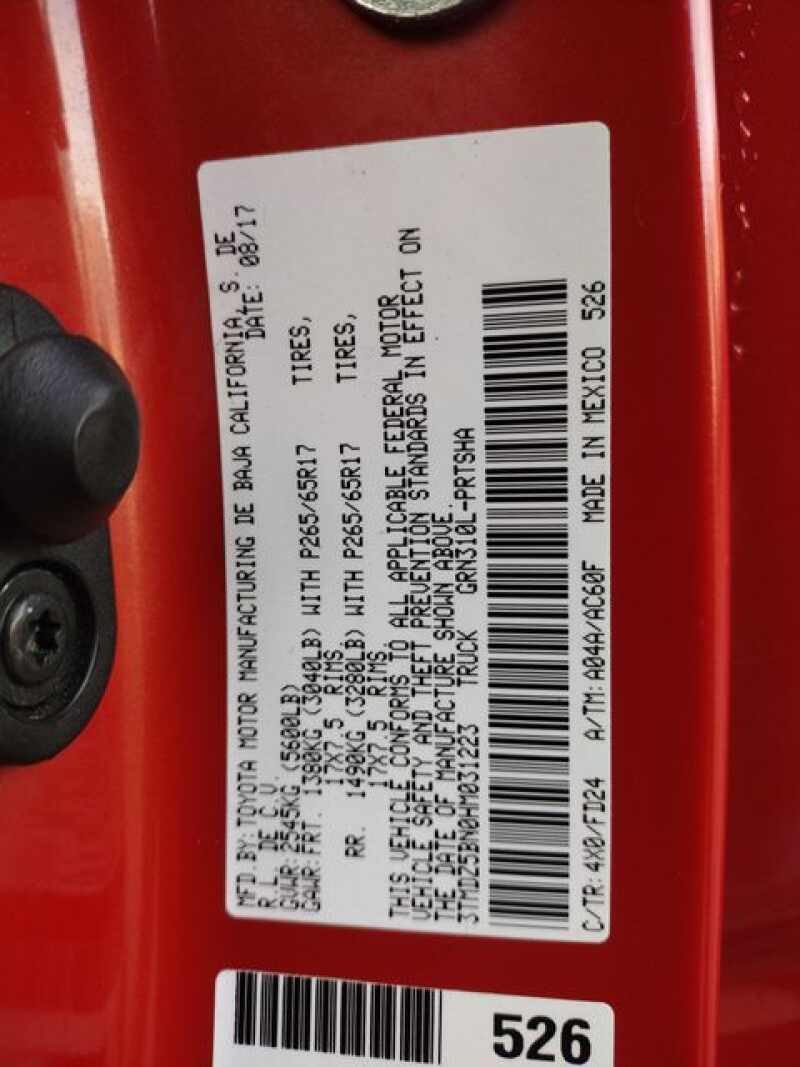 MFD.BY: TOYOTA MOTOR MANUFACTURING DE BAJA CALIFORNIA, S. DE
R.L. DE C.V. DATE: 08/17
GVWR: 2545KG (5600LB)
GAWR: FRT. 1380KG (3040LB) WITH P265/65R17 TIRES,
17X7.5 RIMS,
RR. 1490KG (3280LB) WITH P265/65R17 TIRES,
17X7.5 RIMS.
THIS VEHICLE CONFORMS TO ALL APPLICABLE FEDERAL MOTOR
VEHICLE SAFETY AND THEFT PREVENTION STANDARDS IN EFFECT ON
THE DATE OF MANUFACTURE SHOWN ABOVE.
3TMDZ5BN0HM031223 TRUCK GRN310L-PRTSHA
C/TR: 4X0/FD24 A/TM: A04A/AC60F MADE IN MEXICO 526
526